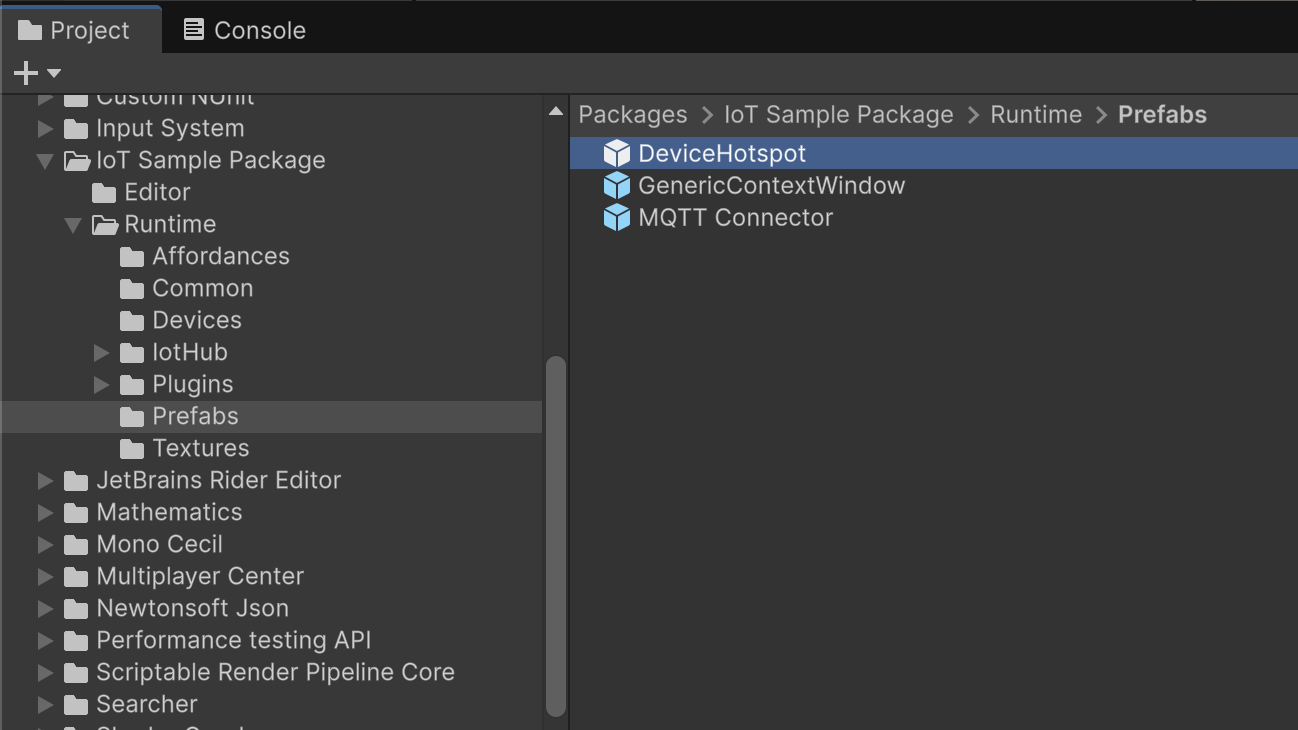 Project
Console
Custom NUnit
Input System
IoT Sample Package
Editor
Runtime
Affordances
Common
Devices
IotHub
Plugins
Prefabs
Textures
JetBrains Rider Editor
Mathematics
Mono Cecil
Multiplayer Center
Newtonsoft Json
Performance testing API
Scriptable Render Pipeline Core
Searcher
Packages > IoT Sample Package > Runtime > Prefabs
DeviceHotspot
GenericContextWindow
MQTT Connector